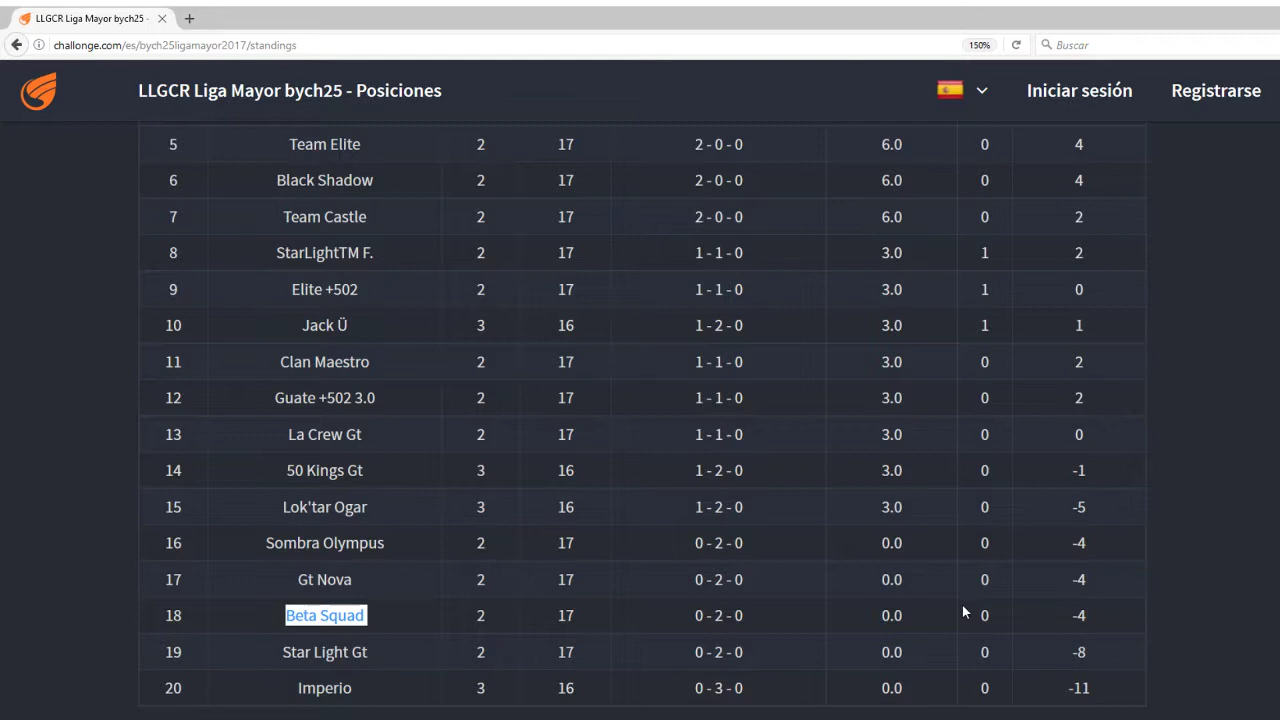 LLGCR Liga Mayor bych25 -
challonge.com/es/bych25ligamayor2017/standings 150% Buscar
LLGCR Liga Mayor bych25 - Posiciones Iniciar sesión Registrarse
5 Team Elite 2 17 2 - 0 - 0 6.0 0 4
6 Black Shadow 2 17 2 - 0 - 0 6.0 0 4
7 Team Castle 2 17 2 - 0 - 0 6.0 0 2
8 StarLightTM F. 2 17 1 - 1 - 0 3.0 1 2
9 Elite +502 2 17 1 - 1 - 0 3.0 1 0
10 Jack Ü 3 16 1 - 2 - 0 3.0 1 1
11 Clan Maestro 2 17 1 - 1 - 0 3.0 0 2
12 Guate +502 3.0 2 17 1 - 1 - 0 3.0 0 2
13 La Crew Gt 2 17 1 - 1 - 0 3.0 0 0
14 50 Kings Gt 3 16 1 - 2 - 0 3.0 0 -1
15 Lok'tar Ogar 3 16 1 - 2 - 0 3.0 0 -5
16 Sombra Olympus 2 17 0 - 2 - 0 0.0 0 -4
17 Gt Nova 2 17 0 - 2 - 0 0.0 0 -4
18 Beta Squad 2 17 0 - 2 - 0 0.0 0 -4
19 Star Light Gt 2 17 0 - 2 - 0 0.0 0 -8
20 Imperio 3 16 0 - 3 - 0 0.0 0 -11